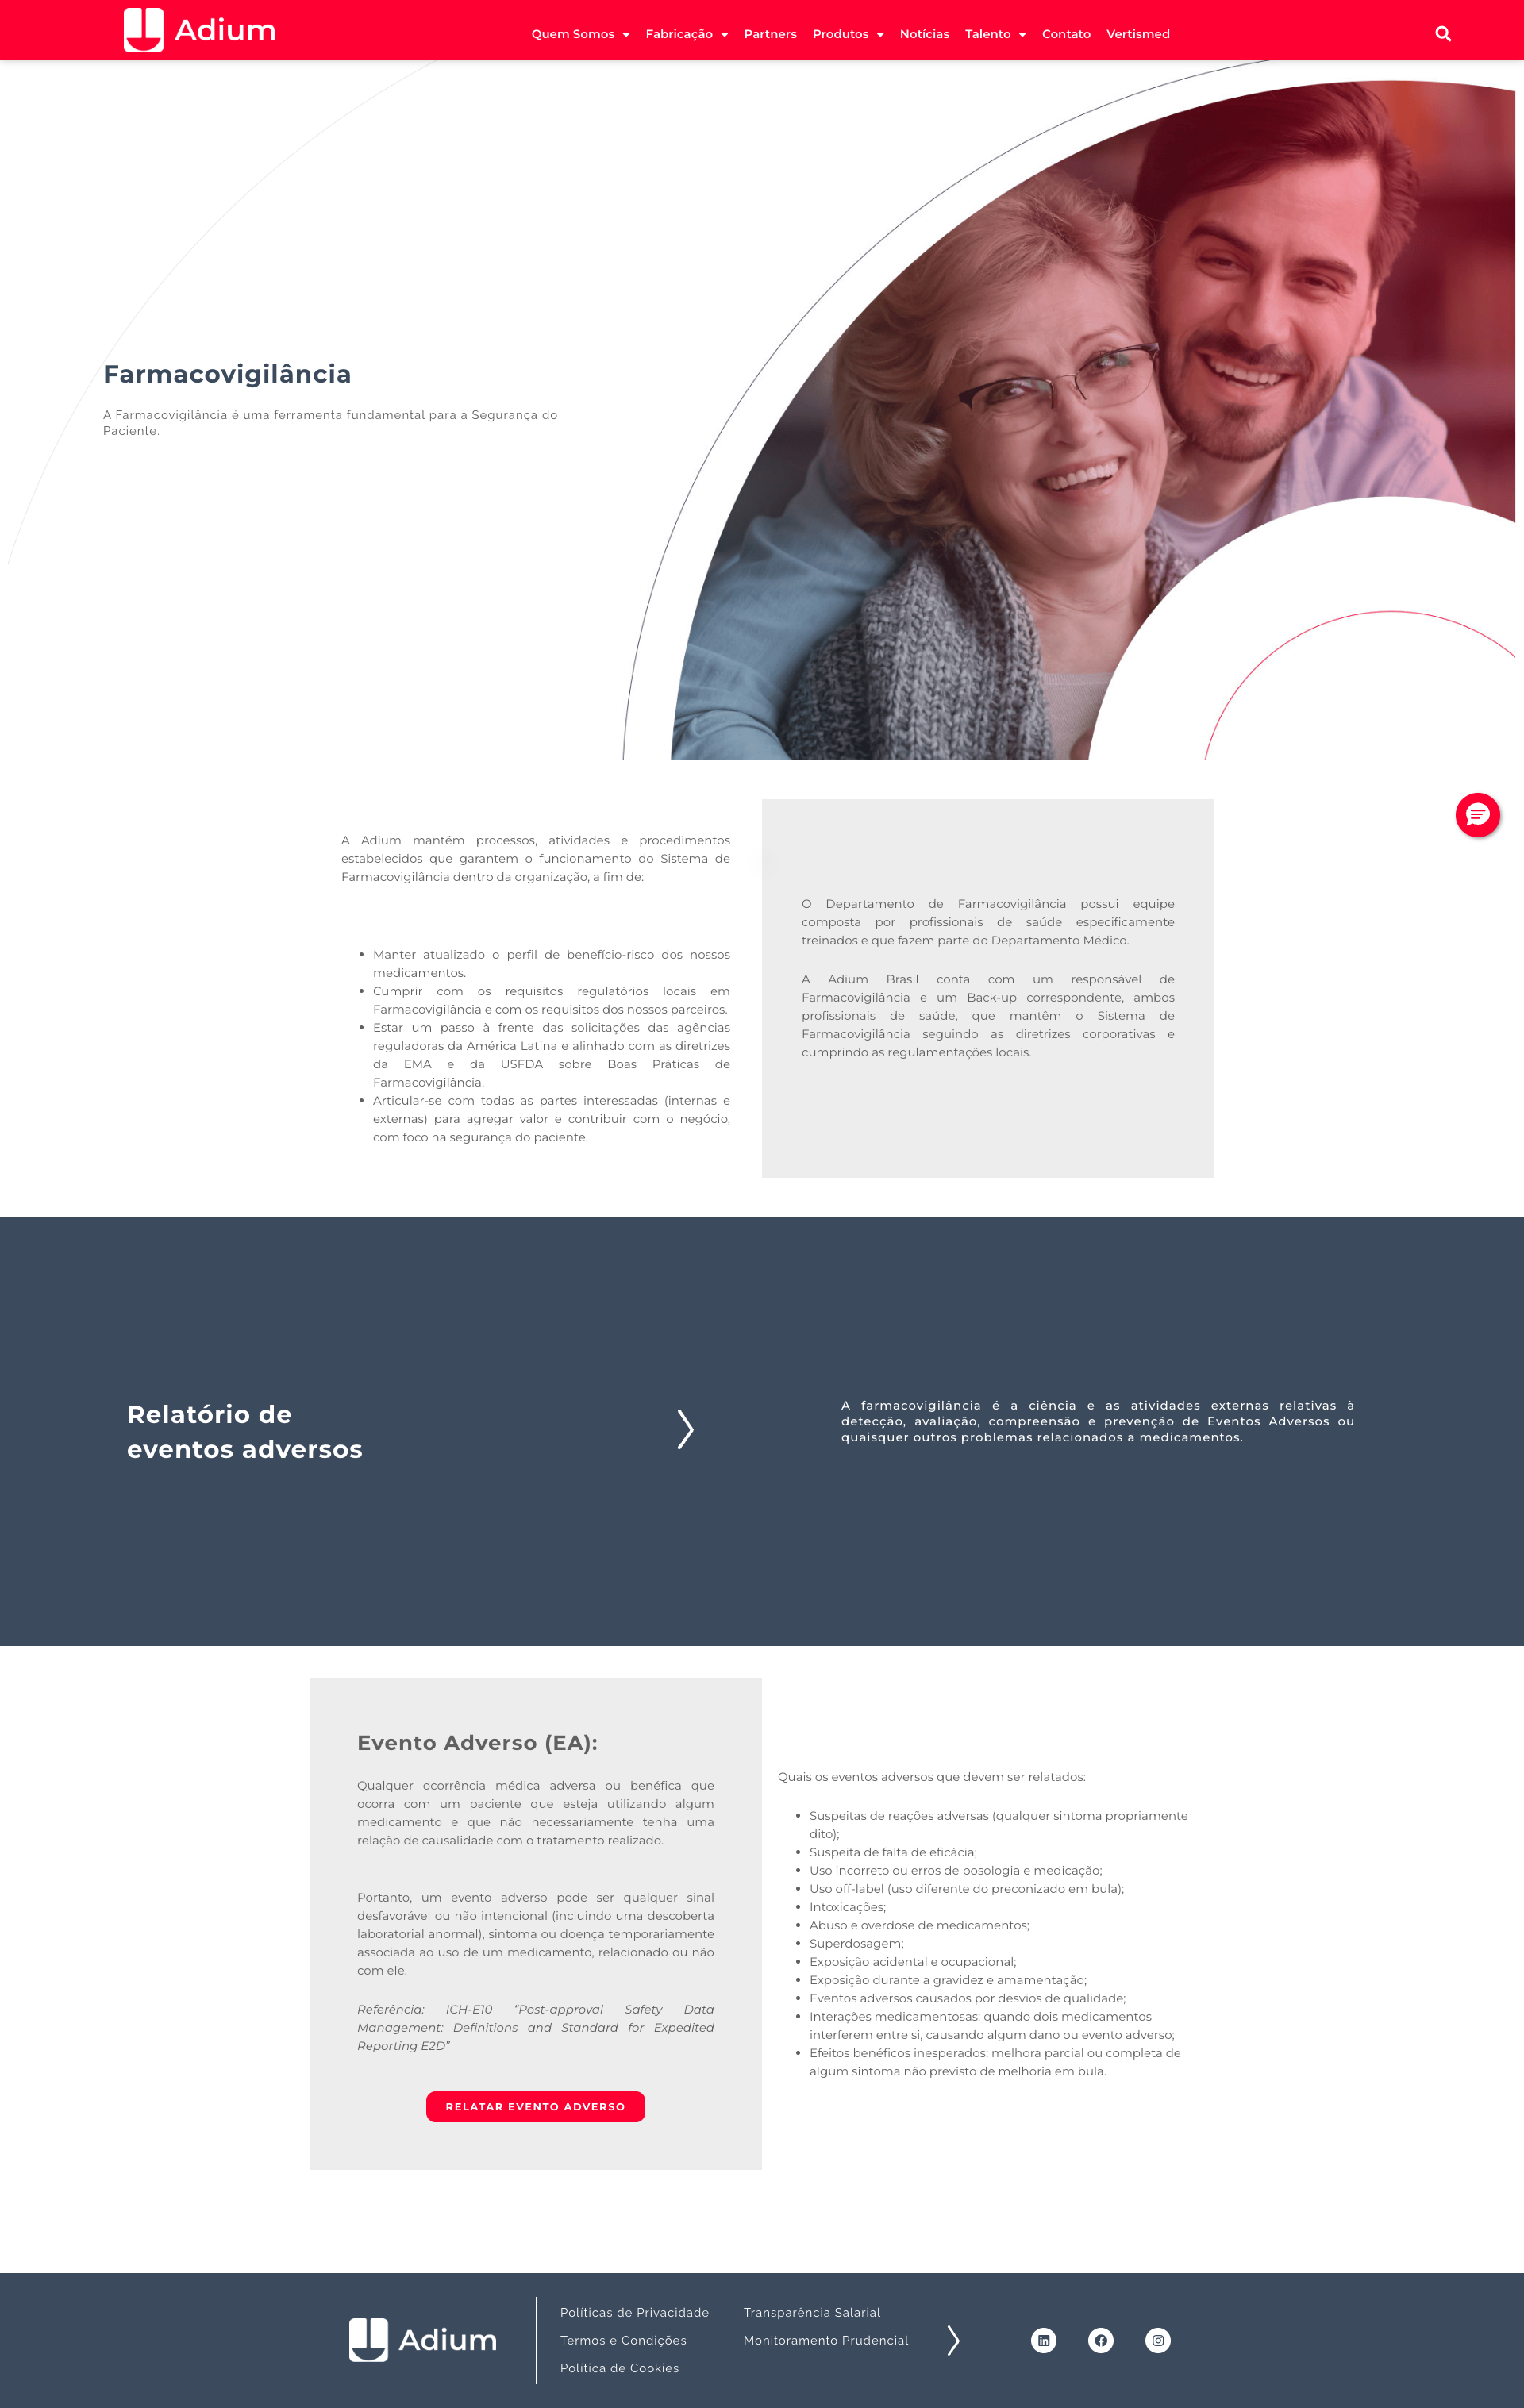 Adium
Quem Somos
Fabricação
Partners
Produtos
Notícias
Talento
Contato
Vertismed
Farmacovigilância
A Farmacovigilância é uma ferramenta fundamental para a Segurança do
Paciente.
A Adium mantém processos, atividades e procedimentos
estabelecidos que garantem o funcionamento do Sistema de
Farmacovigilância dentro da organização, a fim de:
Manter atualizado o perfil de benefício-risco dos nossos
medicamentos.
Cumprir com os requisitos regulatórios locais em
Farmacovigilância e com os requisitos dos nossos parceiros.
Estar um passo à frente das solicitações das agências
reguladoras da América Latina e alinhado com as diretrizes
da EMA e da USFDA sobre Boas Práticas de
Farmacovigilância.
Articular-se com todas as partes interessadas (internas e
externas) para agregar valor e contribuir com o negócio,
com foco na segurança do paciente.
O Departamento de Farmacovigilância possui equipe
composta por profissionais de saúde especificamente
treinados e que fazem parte do Departamento Médico.
A Adium Brasil conta com um responsável de
Farmacovigilância e um Back-up correspondente, ambos
profissionais de saúde, que mantêm o Sistema de
Farmacovigilância seguindo as diretrizes corporativas e
cumprindo as regulamentações locais.
Relatório de
eventos adversos
A farmacovigilância é a ciência e as atividades externas relativas à
detecção, avaliação, compreensão e prevenção de Eventos Adversos ou
quaisquer outros problemas relacionados a medicamentos.
Evento Adverso (EA):
Qualquer ocorrência médica adversa ou benéfica que
ocorra com um paciente que esteja utilizando algum
medicamento e que não necessariamente tenha uma
relação de causalidade com o tratamento realizado.
Portanto, um evento adverso pode ser qualquer sinal
desfavorável ou não intencional (incluindo uma descoberta
laboratorial anormal), sintoma ou doença temporariamente
associada ao uso de um medicamento, relacionado ou não
com ele.
Referência: ICH-E10 “Post-approval Safety Data
Management: Definitions and Standard for Expedited
Reporting E2D”
RELATAR EVENTO ADVERSO
Quais os eventos adversos que devem ser relatados:
Suspeitas de reações adversas (qualquer sintoma propriamente
dito);
Suspeita de falta de eficácia;
Uso incorreto ou erros de posologia e medicação;
Uso off-label (uso diferente do preconizado em bula);
Intoxicações;
Abuso e overdose de medicamentos;
Superdosagem;
Exposição acidental e ocupacional;
Exposição durante a gravidez e amamentação;
Eventos adversos causados por desvios de qualidade;
Interações medicamentosas: quando dois medicamentos
interferem entre si, causando algum dano ou evento adverso;
Efeitos benéficos inesperados: melhora parcial ou completa de
algum sintoma não previsto de melhoria em bula.
Adium
Políticas de Privacidade
Termos e Condições
Política de Cookies
Transparência Salarial
Monitoramento Prudencial